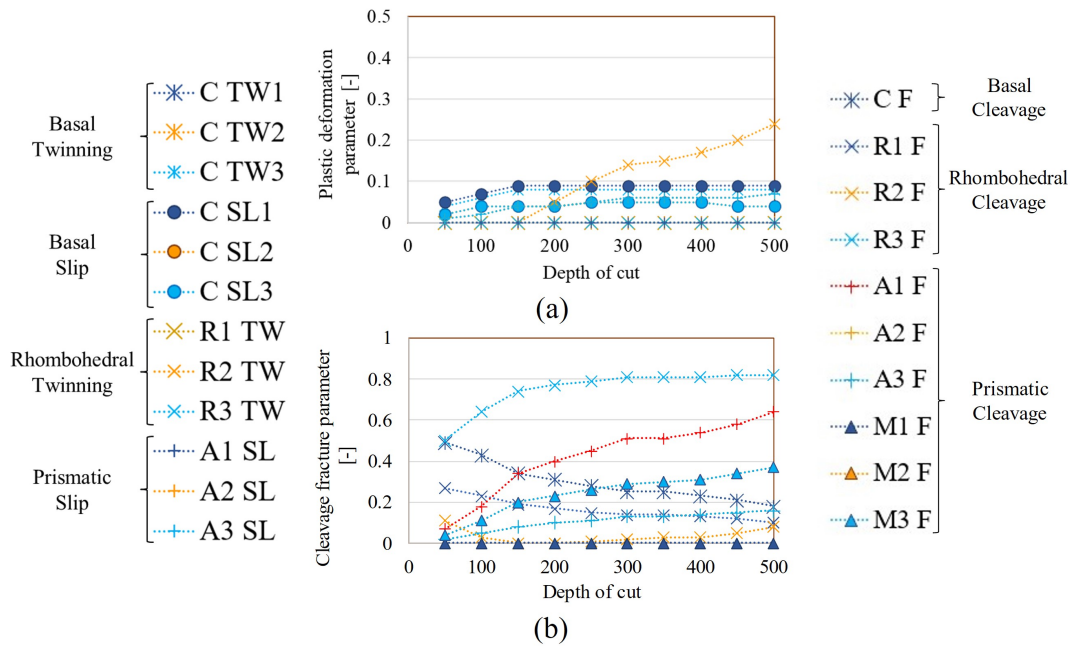 Basal
Twinning
C TW1
C TW2
C TW3
Basal
Slip
C SL1
C SL2
C SL3
Rhombohedral
Twinning
R1 TW
R2 TW
R3 TW
Prismatic
Slip
A1 SL
A2 SL
A3 SL
Plastic deformation
parameter
[-]
0.5
0.4
0.3
0.2
0.1
0
0
100
200
300
400
500
Depth of cut
(a)
Cleavage fracture parameter
[-]
1
0.8
0.6
0.4
0.2
0
0
100
200
300
400
500
Depth of cut
(b)
C F
Basal
Cleavage
R1 F
R2 F
R3 F
Rhombohedral
Cleavage
A1 F
A2 F
A3 F
M1 F
M2 F
M3 F
Prismatic
Cleavage